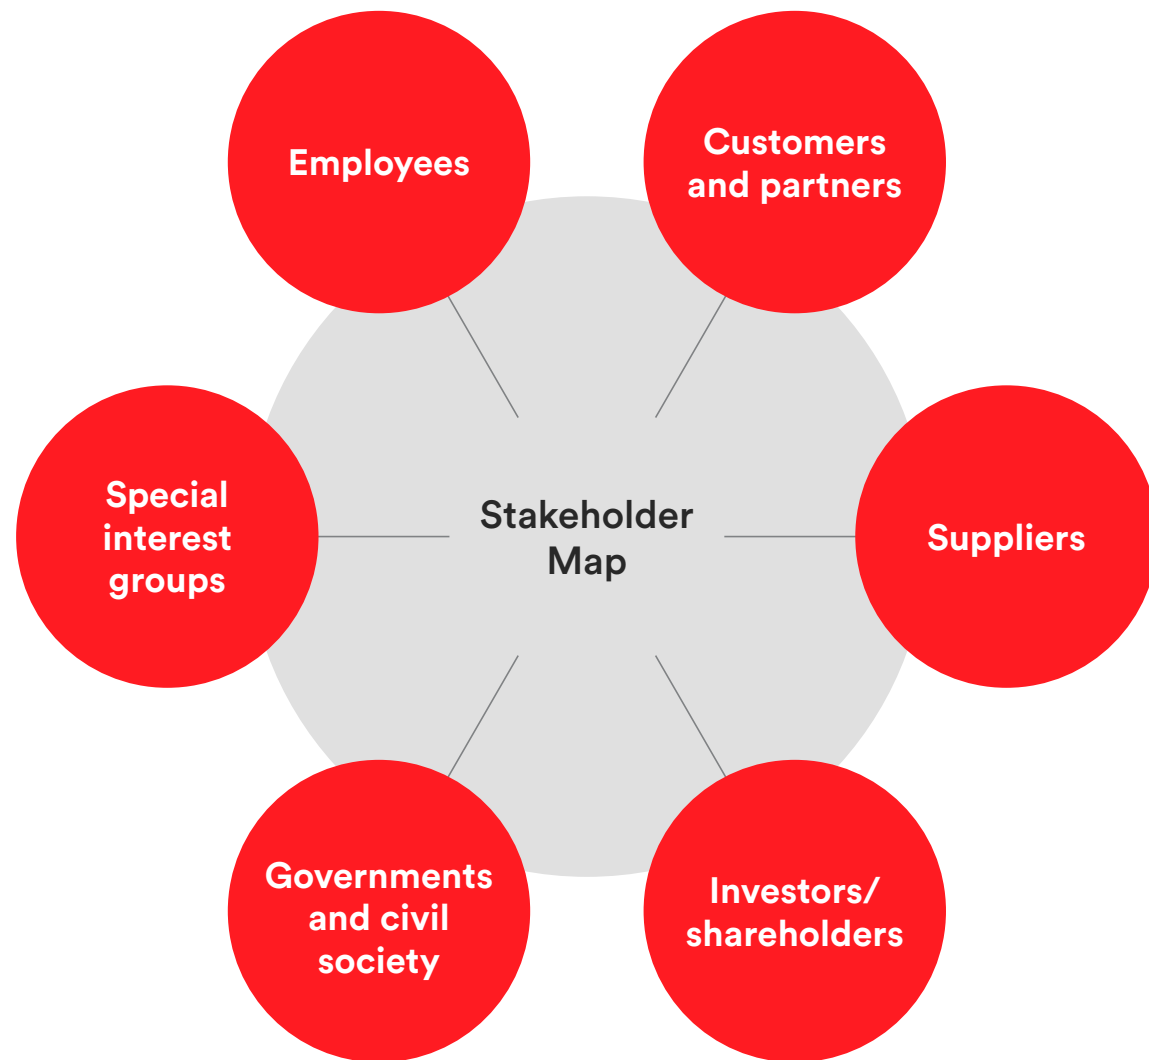 Employees
Customers
and partners
Special
interest
groups
Stakeholder
Map
Suppliers
Governments
and civil
society
Investors/
shareholders